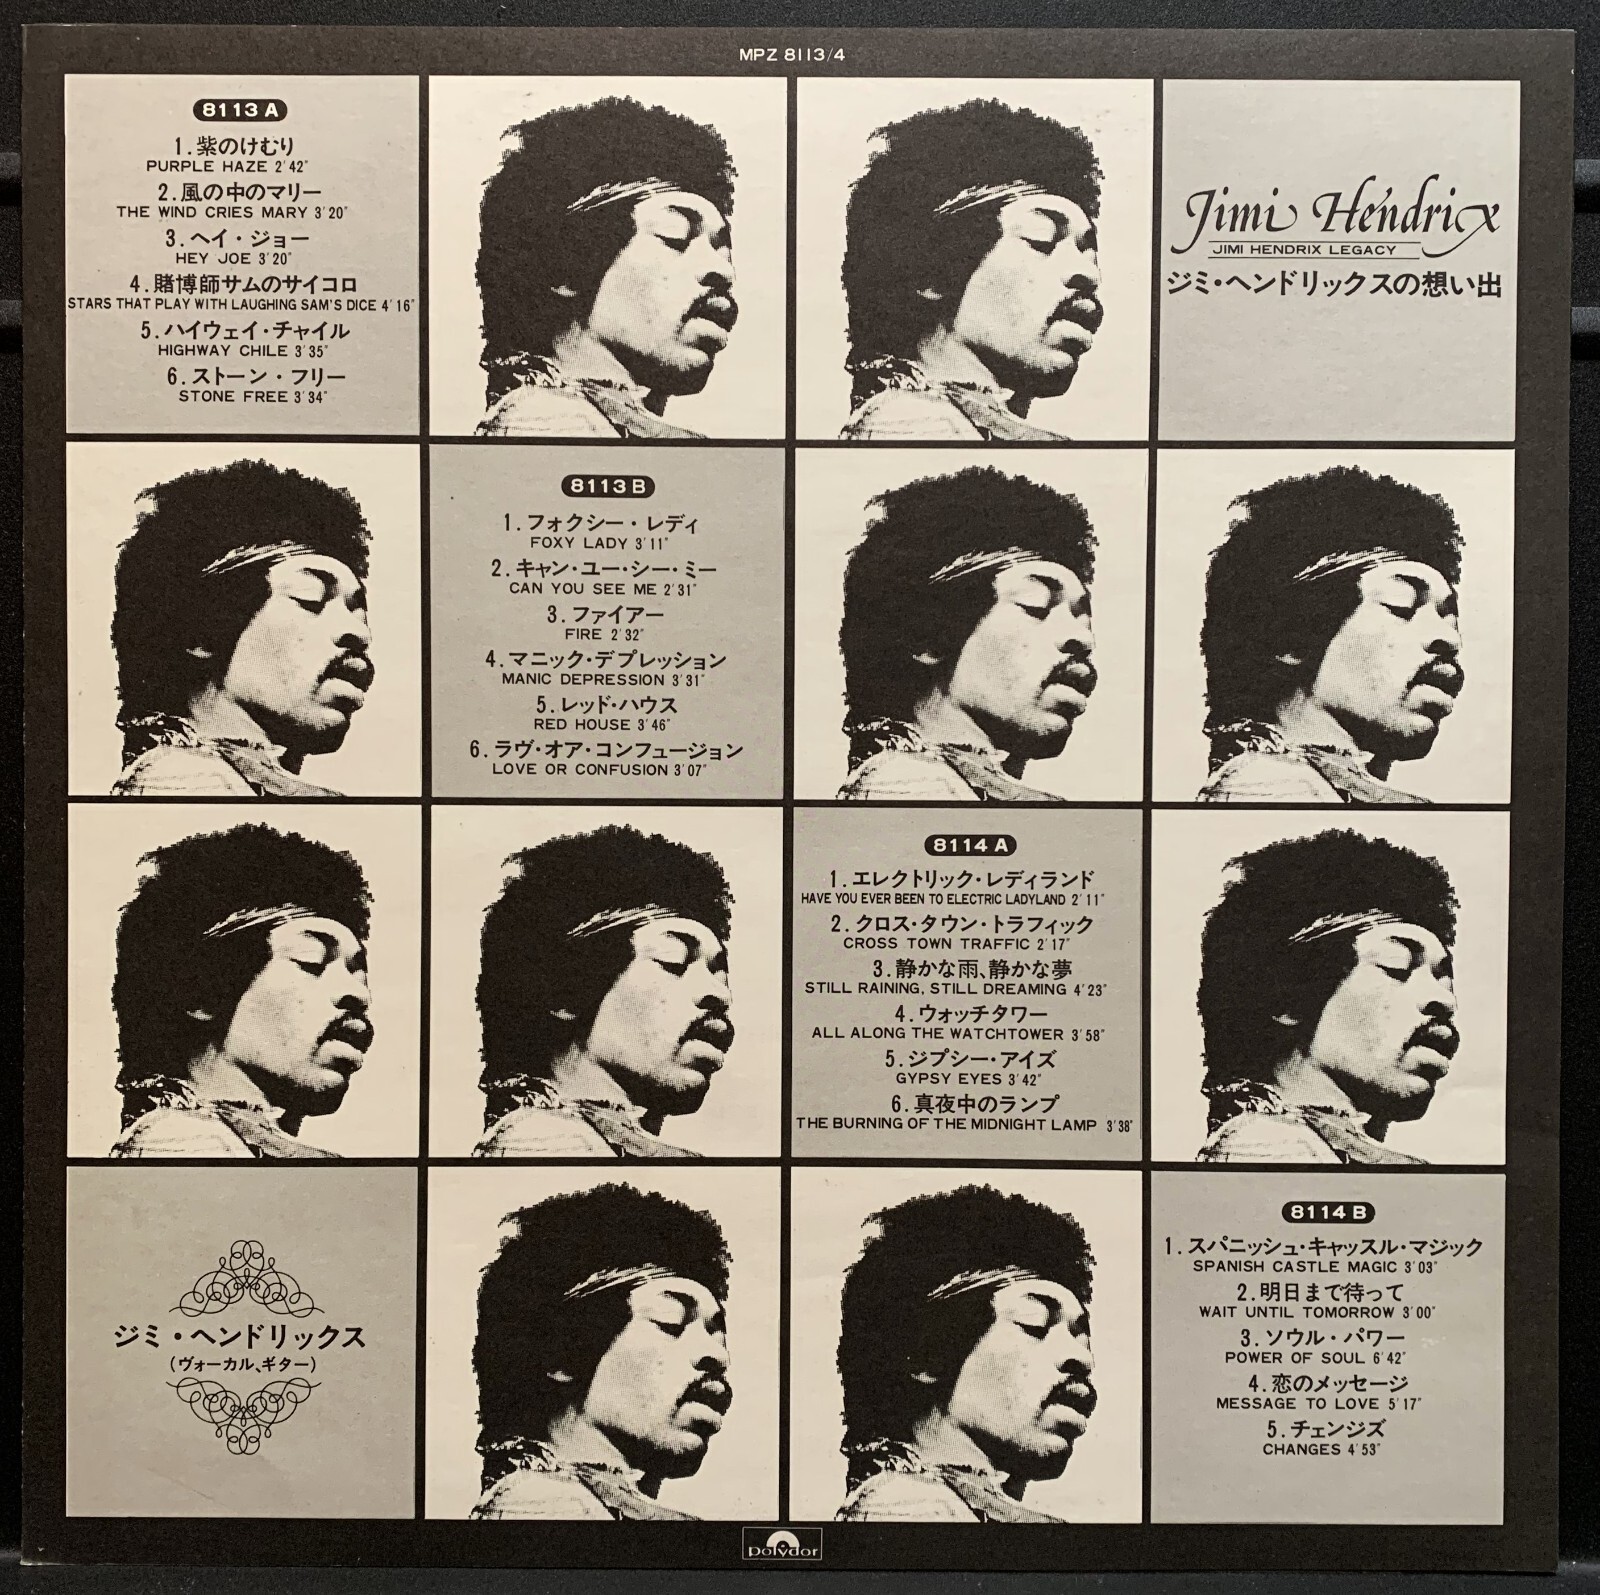 MPZ 8113/4
8113 A
1.紫のけむり
PURPLE HAZE 2'42"
2.風の中のマリー
THE WIND CRIES MARY 3'20"
3.ヘイ・ジョー
HEY JOE 3'20"
4.賭博師サムのサイコロ
STARS THAT PLAY WITH LAUGHING SAM'S DICE 4'16"
5.ハイウェイ・チャイル
HIGHWAY CHILE 3'35"
6.ストーン・フリー
STONE FREE 3'34"
Jimi Hendrix
JIMI HENDRIX LEGACY
ジミ・ヘンドリックスの想い出
8113 B
1.フォクシー・レディ
FOXY LADY 3'11"
2.キャン・ユー・シー・ミー
CAN YOU SEE ME 2'31"
3.ファイアー
FIRE 2'32"
4.マニック・デプレッション
MANIC DEPRESSION 3'31"
5.レッド・ハウス
RED HOUSE 3'46"
6.ラヴ・オア・コンフュージョン
LOVE OR CONFUSION 3'07"
8114 A
1.エレクトリック・レディランド
HAVE YOU EVER BEEN TO ELECTRIC LADYLAND 2'11"
2.クロス・タウン・トラフィック
CROSS TOWN TRAFFIC 2'17"
3.静かな雨、静かな夢
STILL RAINING, STILL DREAMING 4'23"
4.ウォッチタワー
ALL ALONG THE WATCHTOWER 3'58"
5.ジプシー・アイズ
GYPSY EYES 3'42"
6.真夜中のランプ
THE BURNING OF THE MIDNIGHT LAMP 3'38"
ジミ・ヘンドリックス
(ヴォーカル、ギター)
8114 B
1.スパニッシュ・キャッスル・マジック
SPANISH CASTLE MAGIC 3'03"
2.明日まで待って
WAIT UNTIL TOMORROW 3'00"
3.ソウル・パワー
POWER OF SOUL 6'42"
4.恋のメッセージ
MESSAGE TO LOVE 5'17"
5.チェンジズ
CHANGES 4'53"
polydor